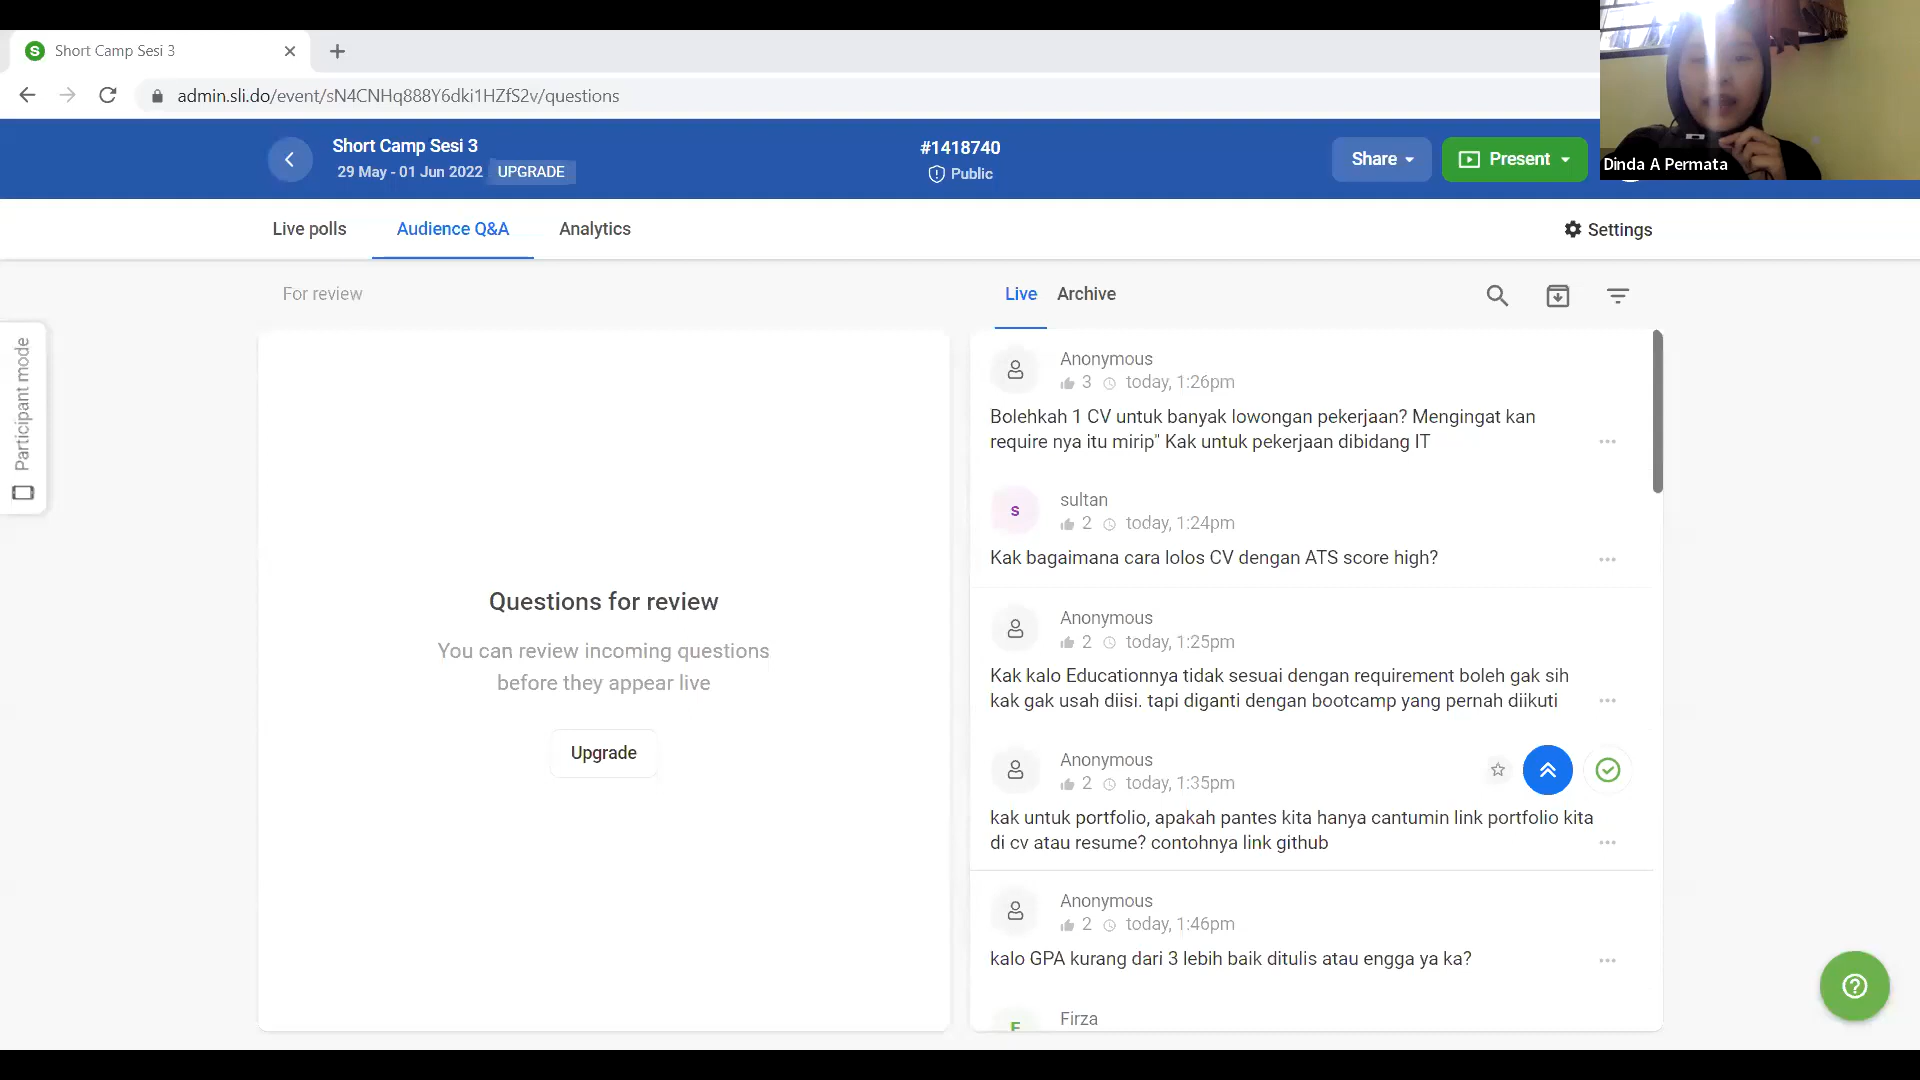 Short Camp Sesi 3
admin.sli.do/event/sN4CNHq888Y6dki1HZfS2v/questions
Short Camp Sesi 3
29 May - 01 Jun 2022 UPGRADE
#1418740
Public
Share
Present
Dinda A Permata
Live polls
Audience Q&A
Analytics
Settings
Participant mode
For review
Questions for review
You can review incoming questions
before they appear live
Upgrade
Live
Archive
Anonymous
3 today, 1:26pm
Bolehkah 1 CV untuk banyak lowongan pekerjaan? Mengingat kan
require nya itu mirip" Kak untuk pekerjaan dibidang IT
s
sultan
2 today, 1:24pm
Kak bagaimana cara lolos CV dengan ATS score high?
Anonymous
2 today, 1:25pm
Kak kalo Educationnya tidak sesuai dengan requirement boleh gak sih
kak gak usah diisi. tapi diganti dengan bootcamp yang pernah diikuti
Anonymous
2 today, 1:35pm
kak untuk portfolio, apakah pantes kita hanya cantumin link portfolio kita
di cv atau resume? contohnya link github
Anonymous
2 today, 1:46pm
kalo GPA kurang dari 3 lebih baik ditulis atau engga ya ka?
F
Firza